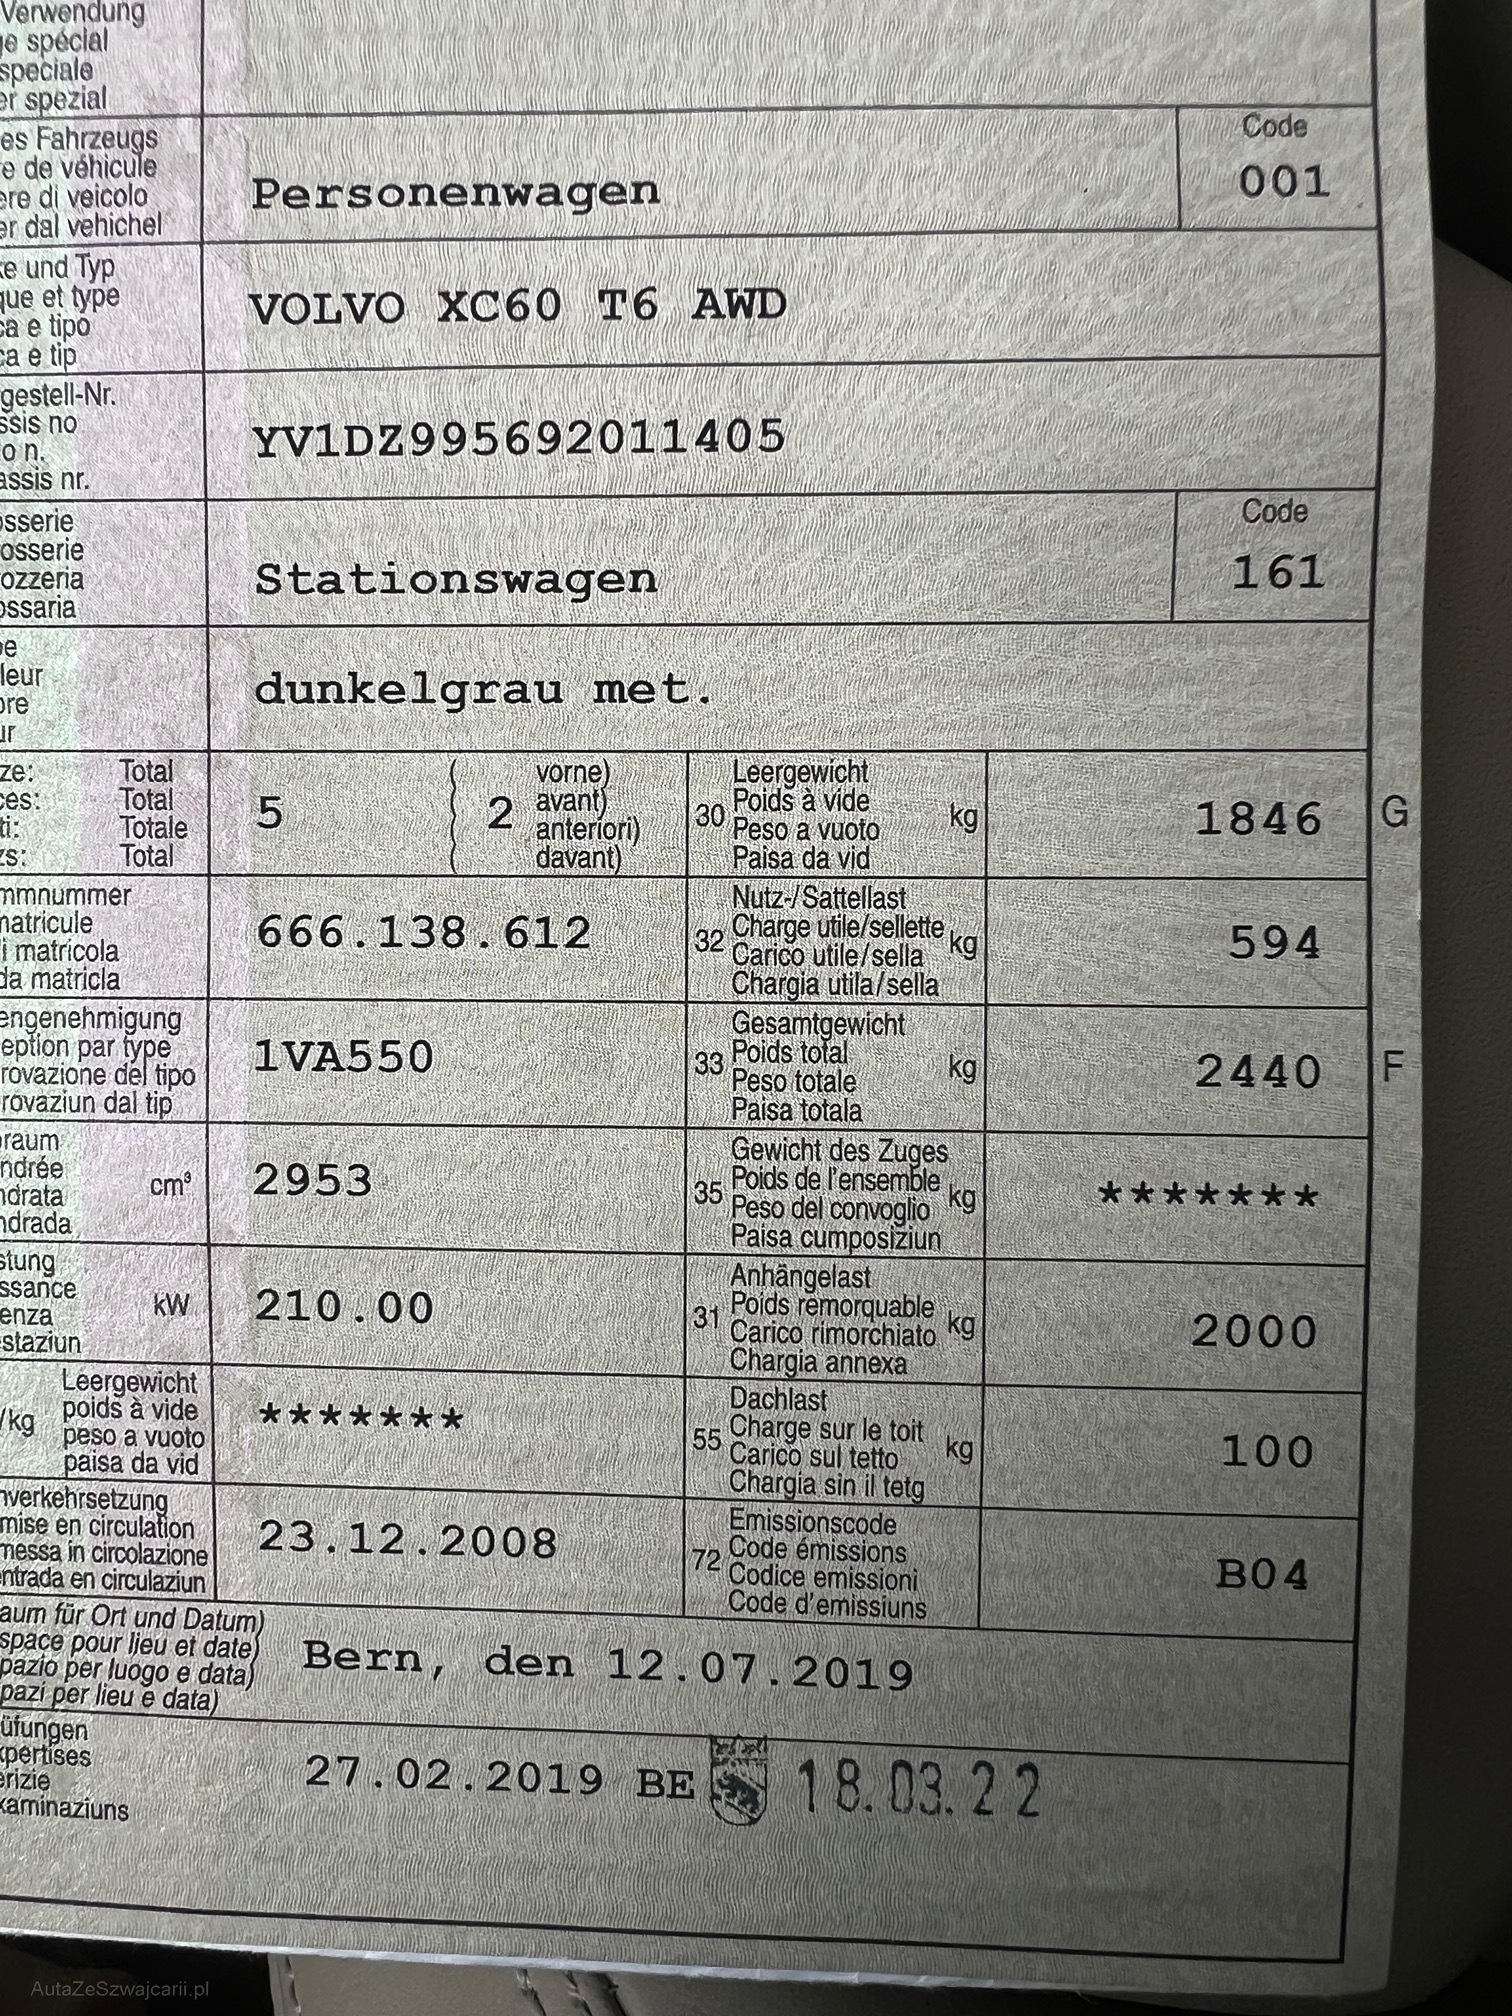 Verwendung
ge spécial
speciale
er spezial
es Fahrzeugs
e de véhicule
ere di veicolo
er dal vehichel
Personenwagen
Code
001
ke und Typ
que et type
ca e tipo
ca e tip
VOLVO XC60 T6 AWD
gestell-Nr.
ssis no
o n.
assis nr.
YV1DZ995692011405
osserie
osserie
ozzeria
ossaria
Stationswagen
Code
161
be
leur
ore
ur
dunkelgrau met.
ze: Total
ces: Total
ti: Totale
zs: Total
5
2
vorne)
avant)
anteriori)
davant)
30
Leergewicht
Poids à vide
Peso a vuoto
Paisa da vid
kg
1846
G
mmnummer
matricule
i matricola
da matricla
666.138.612
32
Nutz-/Sattellast
Charge utile/sellette
Carico utile/sella
Chargia utila/sella
kg
594
engenehmigung
eption par type
rovazione del tipo
rovaziun dal tip
1VA550
33
Gesamtgewicht
Poids total
Peso totale
Paisa totala
kg
2440
F
raum
ndrée
ndrata
ndrada
cm³
2953
35
Gewicht des Zuges
Poids de l'ensemble
Peso del convoglio
Paisa cumposiziun
kg
*******
stung
ssance
enza
staziun
kW
210.00
31
Anhängelast
Poids remorquable
Carico rimorchiato
Chargia annexa
kg
2000
/kg
Leergewicht
poids à vide
peso a vuoto
paisa da vid
*******
55
Dachlast
Charge sur le toit
Carico sul tetto
Chargia sin il tetg
kg
100
nverkehrsetzung
mise en circulation
messa in circolazione
ntrada en circulaziun
23.12.2008
72
Emissionscode
Code émissions
Codice emissioni
Code d'emissiuns
B04
aum für Ort und Datum)
space pour lieu et date)
pazio per luogo e data)
pazi per lieu e data)
Bern, den 12.07.2019
üfungen
xpertises
erizie
xaminaziuns
27.02.2019 BE 18.03.22
AutaZeSzwajcarii.pl